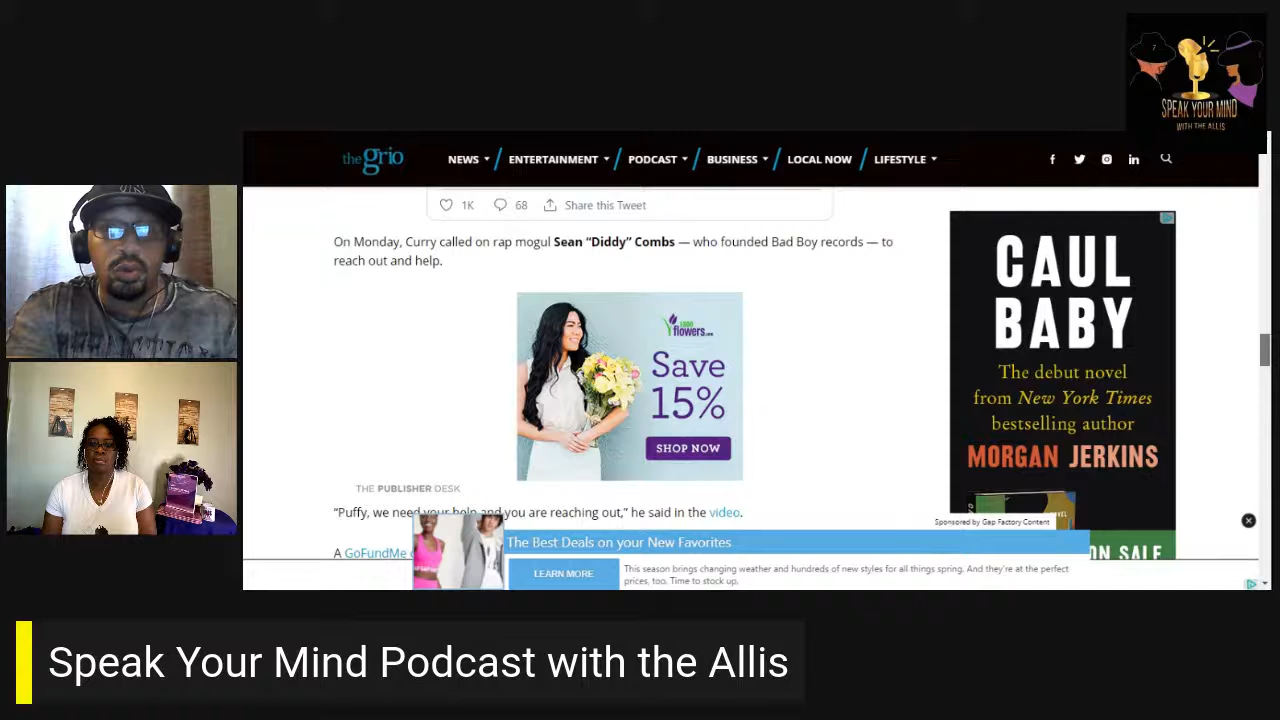 SPEAK YOUR MIND
WITH THE ALLIS
the grio
NEWS / ENTERTAINMENT / PODCAST / BUSINESS / LOCAL NOW / LIFESTYLE
1K 68 Share this Tweet
On Monday, Curry called on rap mogul Sean “Diddy” Combs — who founded Bad Boy records — to
reach out and help.
flowers.com
Save
15%
SHOP NOW
THE PUBLISHER DESK
“Puffy, we need your help and you are reaching out,” he said in the video.
A GoFundMe
CAUL
BABY
The debut novel
from New York Times
bestselling author
MORGAN JERKINS
ON SALE
Sponsored by Gap Factory Content
The Best Deals on your New Favorites
LEARN MORE
This season brings changing weather and hundreds of new styles for all things spring. And they're at the perfect
prices, too. Time to stock up.
Speak Your Mind Podcast with the Allis